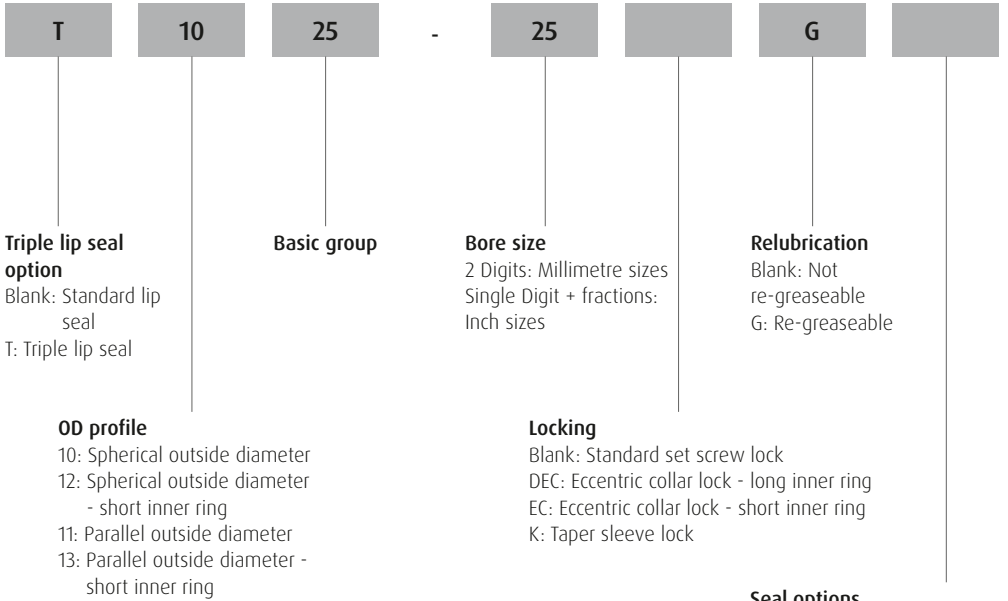 T 10 25 - 25 G
Triple lip seal
option
Blank: Standard lip
seal
T: Triple lip seal
Basic group
Bore size
2 Digits: Millimetre sizes
Single Digit + fractions:
Inch sizes
Relubrication
Blank: Not
re-greaseable
G: Re-greaseable
OD profile
10: Spherical outside diameter
12: Spherical outside diameter
- short inner ring
11: Parallel outside diameter
13: Parallel outside diameter -
short inner ring
Locking
Blank: Standard set screw lock
DEC: Eccentric collar lock - long inner ring
EC: Eccentric collar lock - short inner ring
K: Taper sleeve lock
Seal options